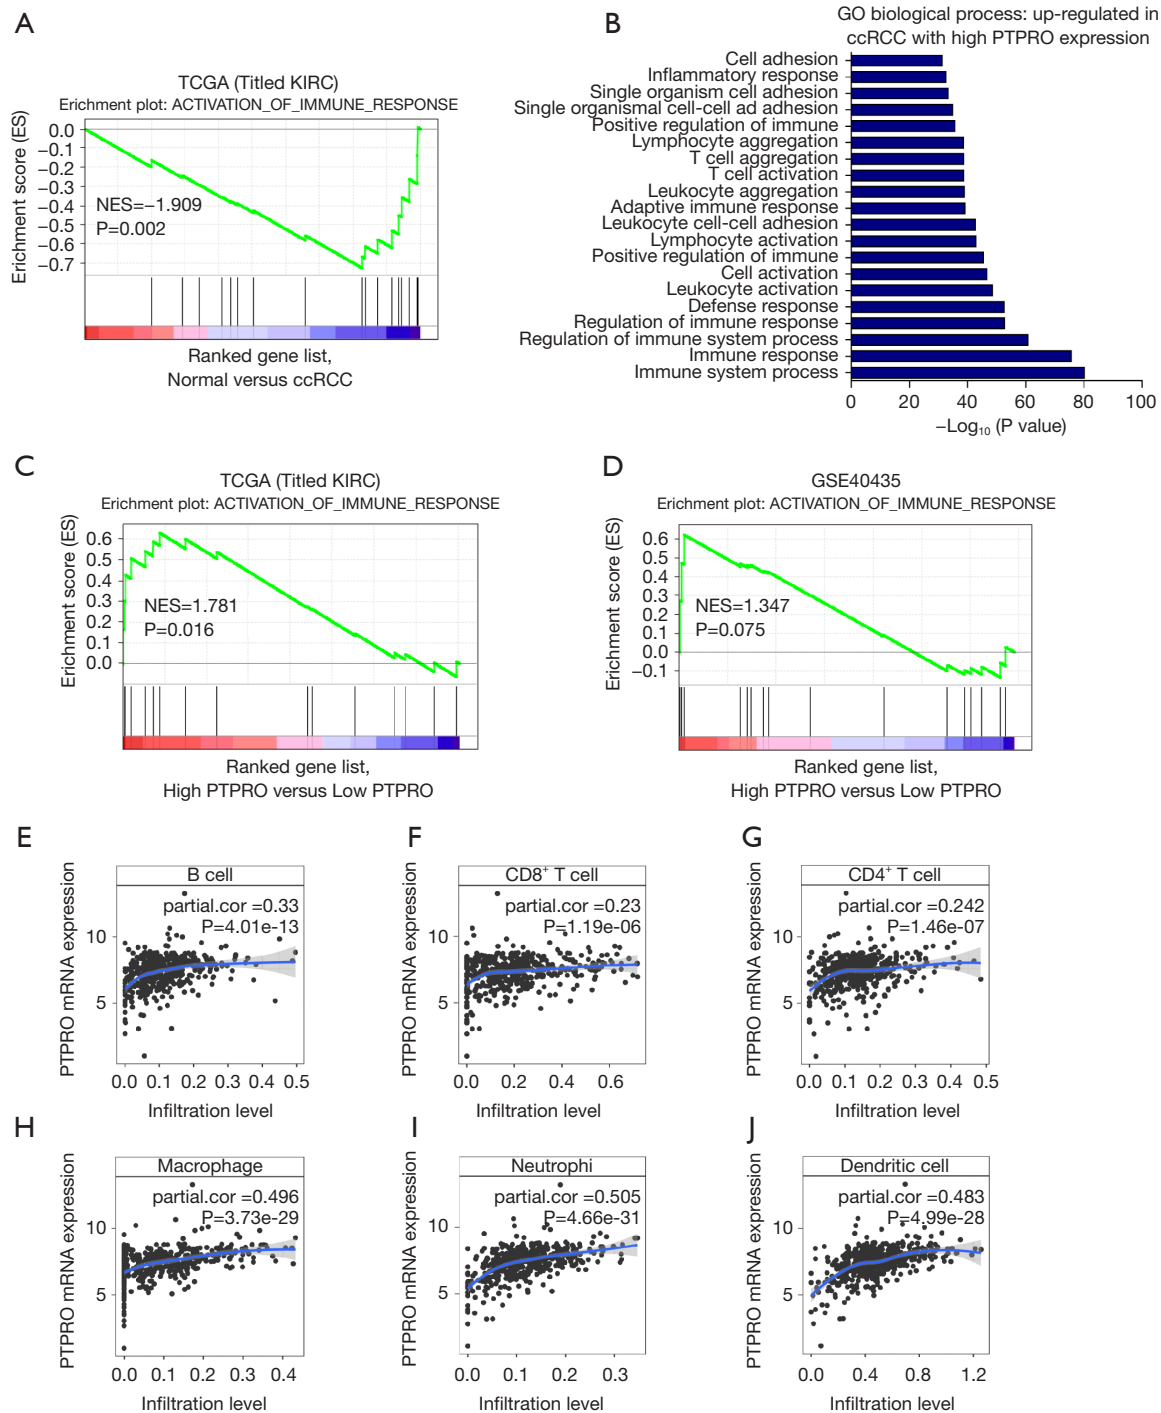 A
TCGA (Titled KIRC)
Erichment plot: ACTIVATION_OF_IMMUNE_RESPONSE
Erichment score (ES)
0.0
−0.1
−0.2
−0.3
−0.4
−0.5
−0.6
−0.7
NES=−1.909
P=0.002
Ranked gene list,
Normal versus ccRCC
B
GO biological process: up-regulated in
ccRCC with high PTPRO expression
Cell adhesion
Inflammatory response
Single organism cell adhesion
Single organismal cell-cell ad adhesion
Positive regulation of immune
Lymphocyte aggregation
T cell aggregation
T cell activation
Leukocyte aggregation
Adaptive immune response
Leukocyte cell-cell adhesion
Lymphocyte activation
Positive regulation of immune
Cell activation
Leukocyte activation
Defense response
Regulation of immune response
Regulation of immune system process
Immune response
Immune system process
0 20 40 60 80 100
−Log₁₀ (P value)
C
TCGA (Titled KIRC)
Erichment plot: ACTIVATION_OF_IMMUNE_RESPONSE
Erichment score (ES)
0.6
0.5
0.4
0.3
0.2
0.1
0.0
NES=1.781
P=0.016
Ranked gene list,
High PTPRO versus Low PTPRO
D
GSE40435
Erichment plot: ACTIVATION_OF_IMMUNE_RESPONSE
Erichment score (ES)
0.6
0.5
0.4
0.3
0.2
0.1
0.0
−0.1
NES=1.347
P=0.075
Ranked gene list,
High PTPRO versus Low PTPRO
E
B cell
partial.cor =0.33
P=4.01e-13
PTPRO mRNA expression
10
5
0.0 0.1 0.2 0.3 0.4 0.5
Infiltration level
F
CD8⁺ T cell
partial.cor =0.23
P=1.19e-06
PTPRO mRNA expression
10
5
0.0 0.2 0.4 0.6
Infiltration level
G
CD4⁺ T cell
partial.cor =0.242
P=1.46e-07
PTPRO mRNA expression
10
5
0.0 0.1 0.2 0.3 0.4 0.5
Infiltration level
H
Macrophage
partial.cor =0.496
P=3.73e-29
PTPRO mRNA expression
10
5
0.0 0.1 0.2 0.3 0.4
Infiltration level
I
Neutrophi
partial.cor =0.505
P=4.66e-31
PTPRO mRNA expression
10
5
0.0 0.1 0.2 0.3
Infiltration level
J
Dendritic cell
partial.cor =0.483
P=4.99e-28
PTPRO mRNA expression
10
5
0.0 0.4 0.8 1.2
Infiltration level